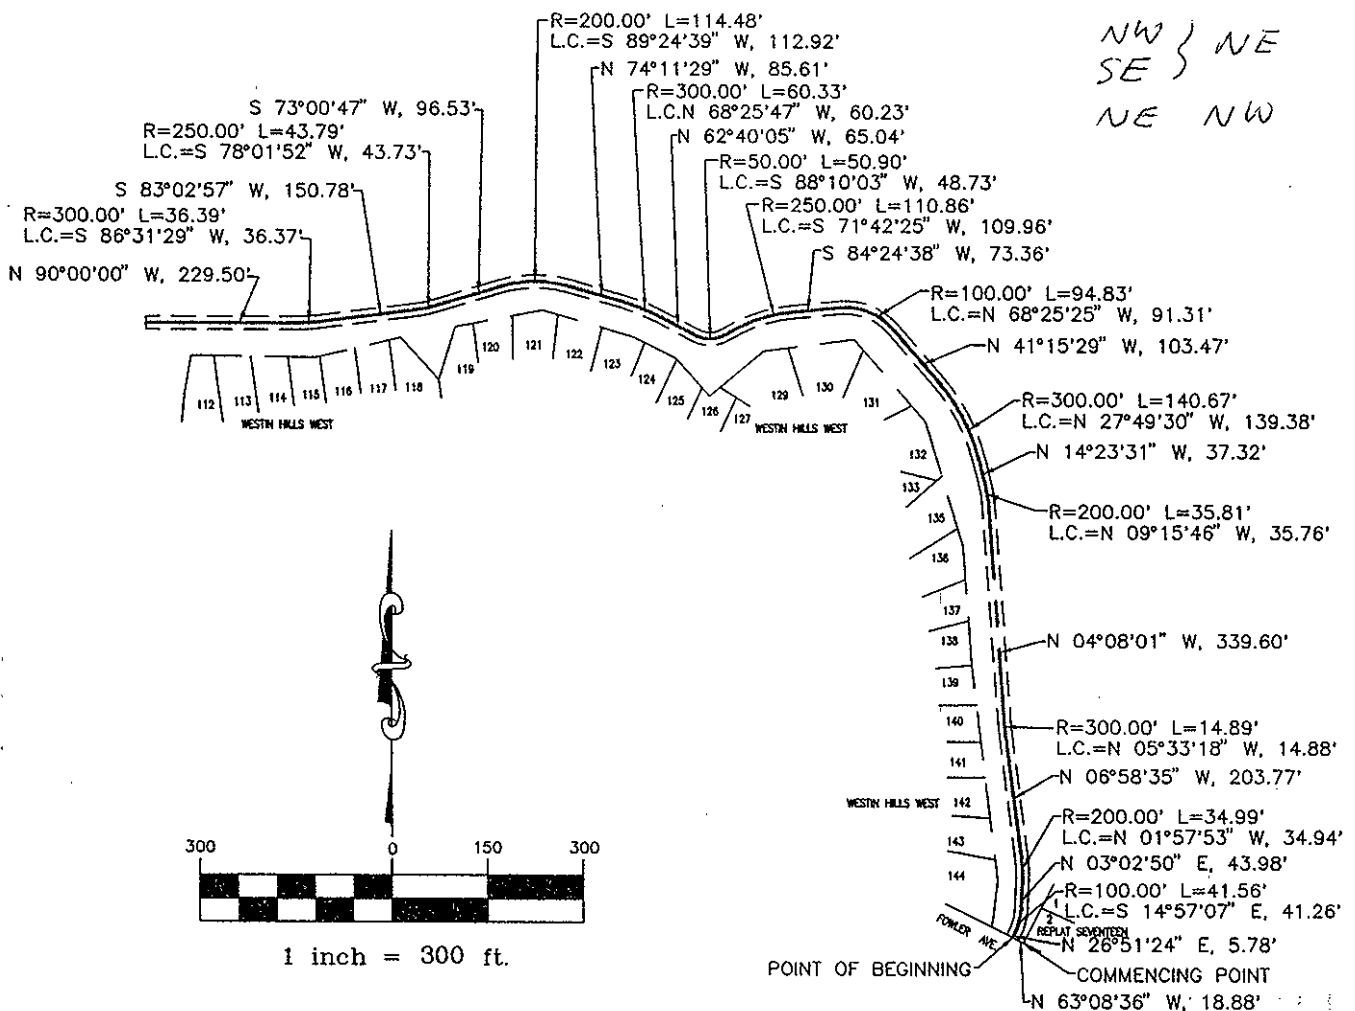 R=200.00' L=114.48'
L.C.=S 89°24'39" W, 112.92'
N 74°11'29" W, 85.61'
R=300.00' L=60.33'
L.C.N 68°25'47" W, 60.23'
N 62°40'05" W, 65.04'
R=50.00' L=50.90'
L.C.=S 88°10'03" W, 48.73'
R=250.00' L=110.86'
L.C.=S 71°42'25" W, 109.96'
S 84°24'38" W, 73.36'
NW } NE
SE
NE NW
S 73°00'47" W, 96.53'
R=250.00' L=43.79'
L.C.=S 78°01'52" W, 43.73'
S 83°02'57" W, 150.78'
R=300.00' L=36.39'
L.C.=S 86°31'29" W, 36.37'
N 90°00'00" W, 229.50'
R=100.00' L=94.83'
L.C.=N 68°25'25" W, 91.31'
N 41°15'29" W, 103.47'
R=300.00' L=140.67'
L.C.=N 27°49'30" W, 139.38'
N 14°23'31" W, 37.32'
R=200.00' L=35.81'
L.C.=N 09°15'46" W, 35.76'
N 04°08'01" W, 339.60'
R=300.00' L=14.89'
L.C.=N 05°33'18" W, 14.88'
N 06°58'35" W, 203.77'
R=200.00' L=34.99'
L.C.=N 01°57'53" W, 34.94'
N 03°02'50" E, 43.98'
R=100.00' L=41.56'
L.C.=S 14°57'07" E, 41.26'
N 26°51'24" E, 5.78'
COMMENCING POINT
N 63°08'36" W, 18.88'
POINT OF BEGINNING
112
113
114
115
116
117
118
119
120
121
122
123
124
125
126
127
129
130
131
132
133
135
136
137
138
139
140
141
142
143
144
WESTIN HILLS WEST
WESTIN HILLS WEST
WESTIN HILLS WEST
FOWLER AVE.
1
2
REPLAT SEVENTEEN
300 0 150 300
1 inch = 300 ft.